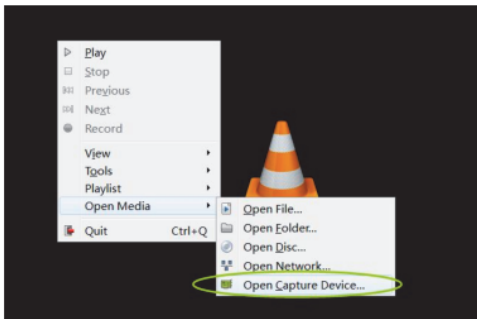 Play
Stop
Previous
Next
Record
View
Tools
Playlist
Open Media
Quit Ctrl+Q
Open File...
Open Folder...
Open Disc...
Open Network...
Open Capture Device...